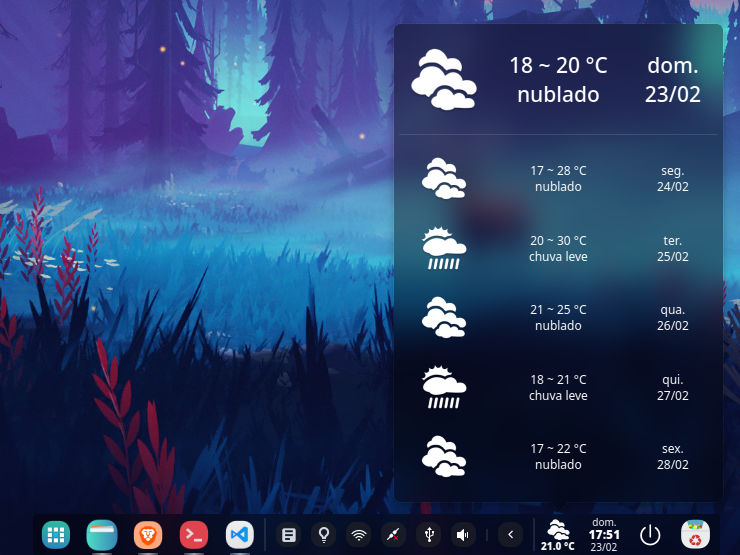 18 ~ 20 °C
nublado
dom.
23/02
17 ~ 28 °C
nublado
seg.
24/02
20 ~ 30 °C
chuva leve
ter.
25/02
21 ~ 25 °C
nublado
qua.
26/02
18 ~ 21 °C
chuva leve
qui.
27/02
17 ~ 22 °C
nublado
sex.
28/02
21.0 °C
dom.
17:51
23/02